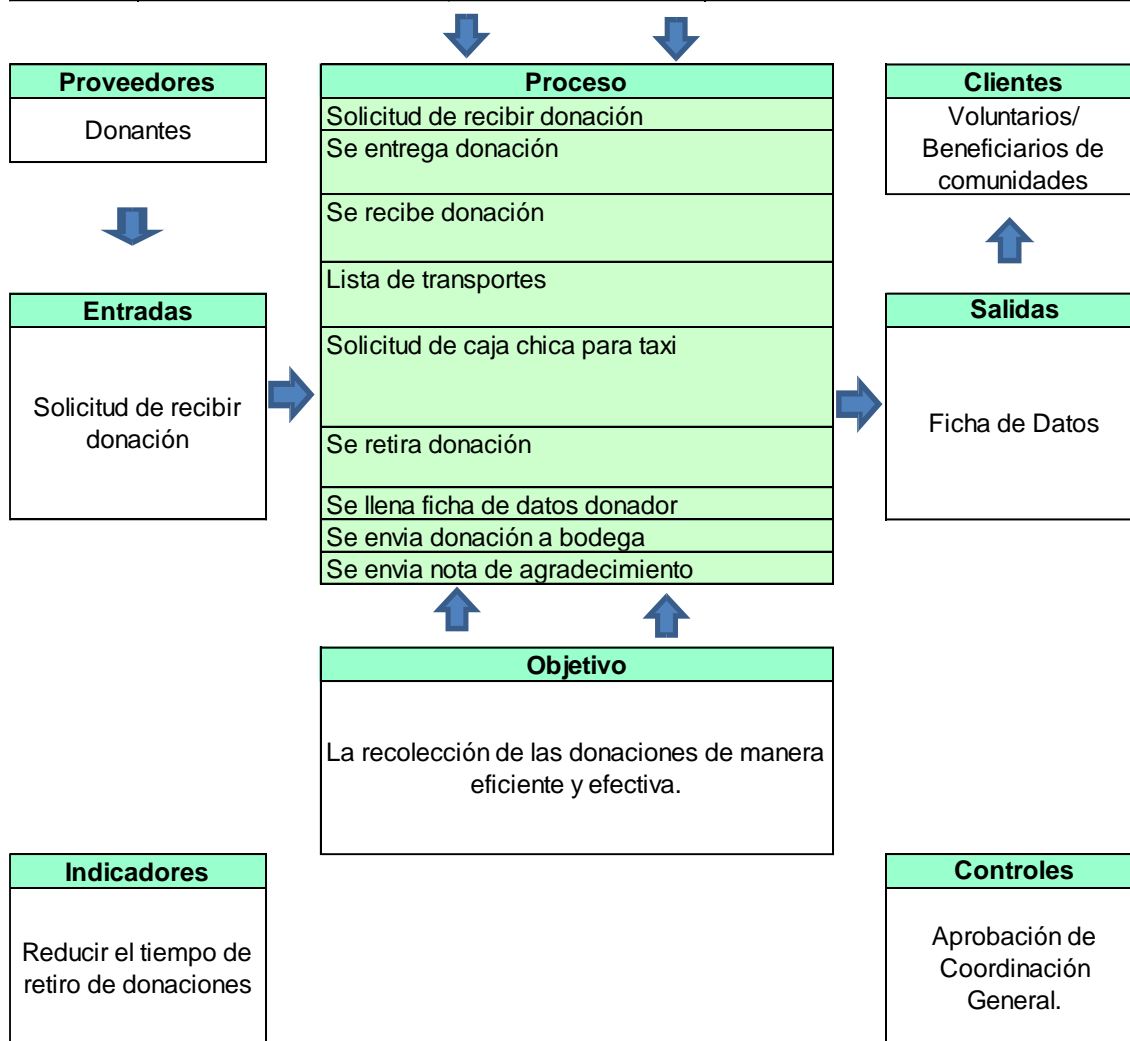 Proveedores
Donantes
Proceso
Solicitud de recibir donación
Se entrega donación
Se recibe donación
Lista de transportes
Solicitud de caja chica para taxi
Se retira donación
Se llena ficha de datos donador
Se envia donación a bodega
Se envia nota de agradecimiento
Clientes
Voluntarios/
Beneficiarios de
comunidades
Entradas
Solicitud de recibir
donación
Salidas
Ficha de Datos
Objetivo
La recolección de las donaciones de manera
eficiente y efectiva.
Indicadores
Reducir el tiempo de
retiro de donaciones
Controles
Aprobación de
Coordinación
General.